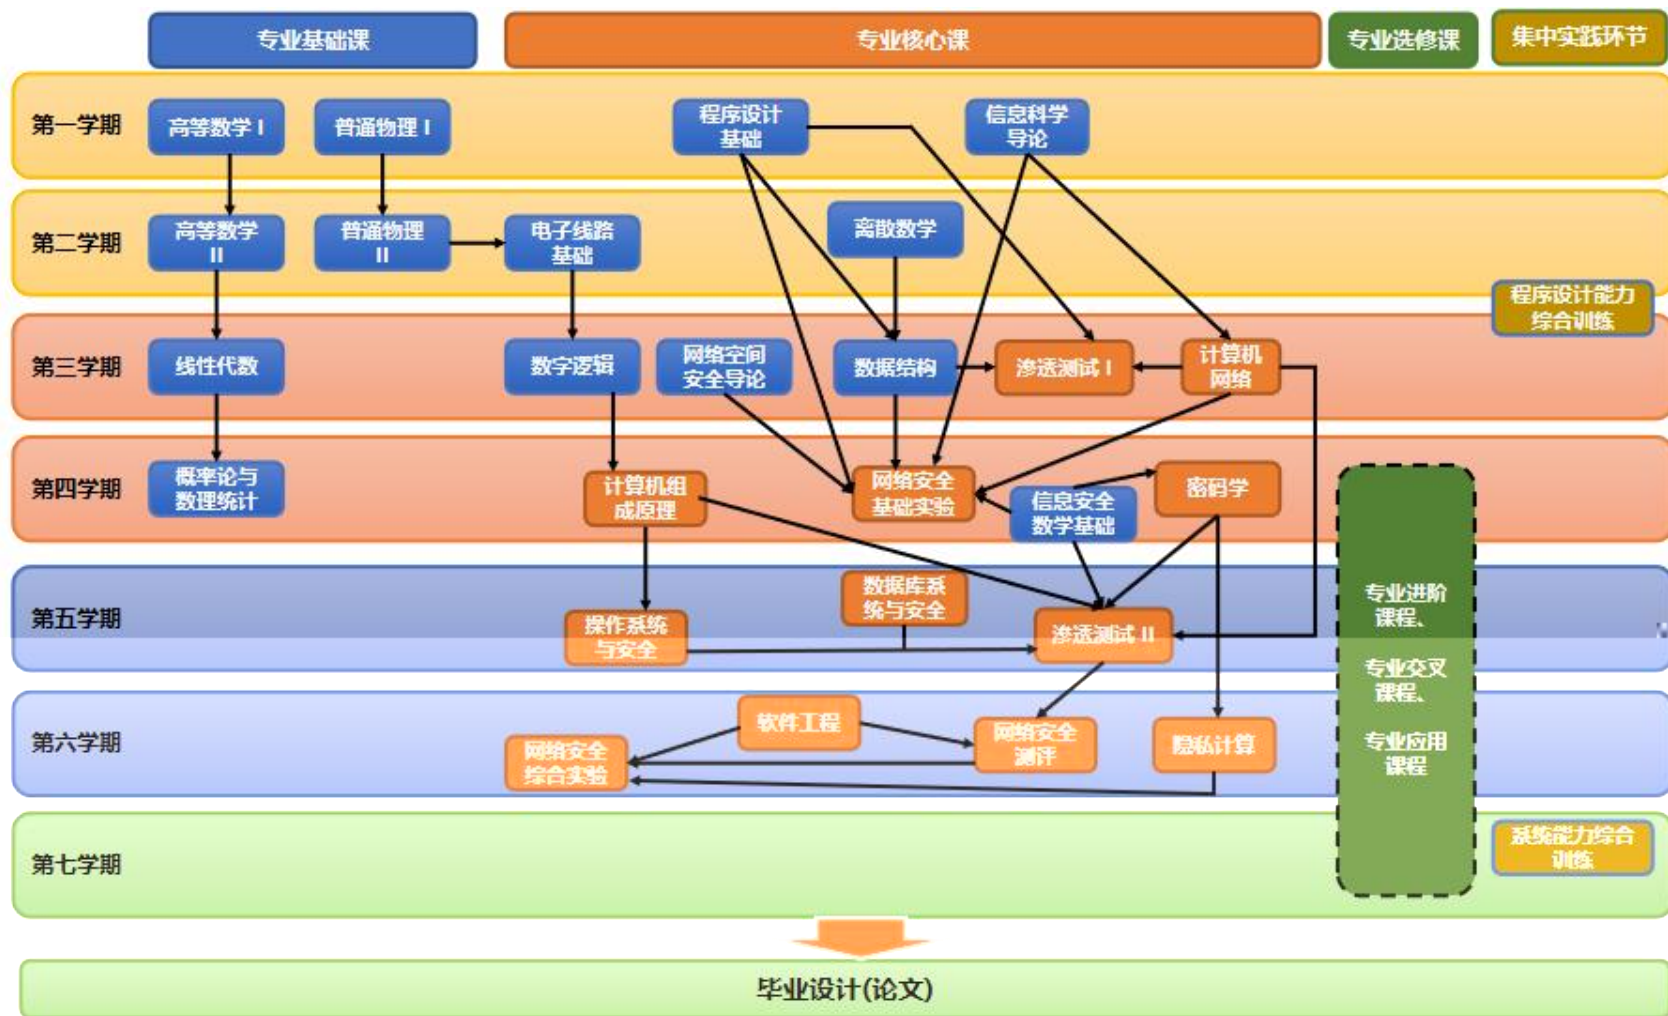 专业基础课
专业核心课
专业选修课
集中实践环节
第一学期
高等数学 I
普通物理 I
程序设计
基础
信息科学
导论
第二学期
高等数学
II
普通物理
II
电子线路
基础
离散数学
程序设计能力
综合训练
第三学期
线性代数
数字逻辑
网络空间
安全导论
数据结构
渗透测试 I
计算机
网络
第四学期
概率论与
数理统计
计算机组
成原理
网络安全
基础实验
信息安全
数学基础
密码学
第五学期
操作系统
与安全
数据库系
统与安全
渗透测试 II
专业进阶
课程、
专业交叉
课程、
专业应用
课程
第六学期
网络安全
综合实验
软件工程
网络安全
测评
隐私计算
第七学期
系统能力综合
训练
毕业设计(论文)